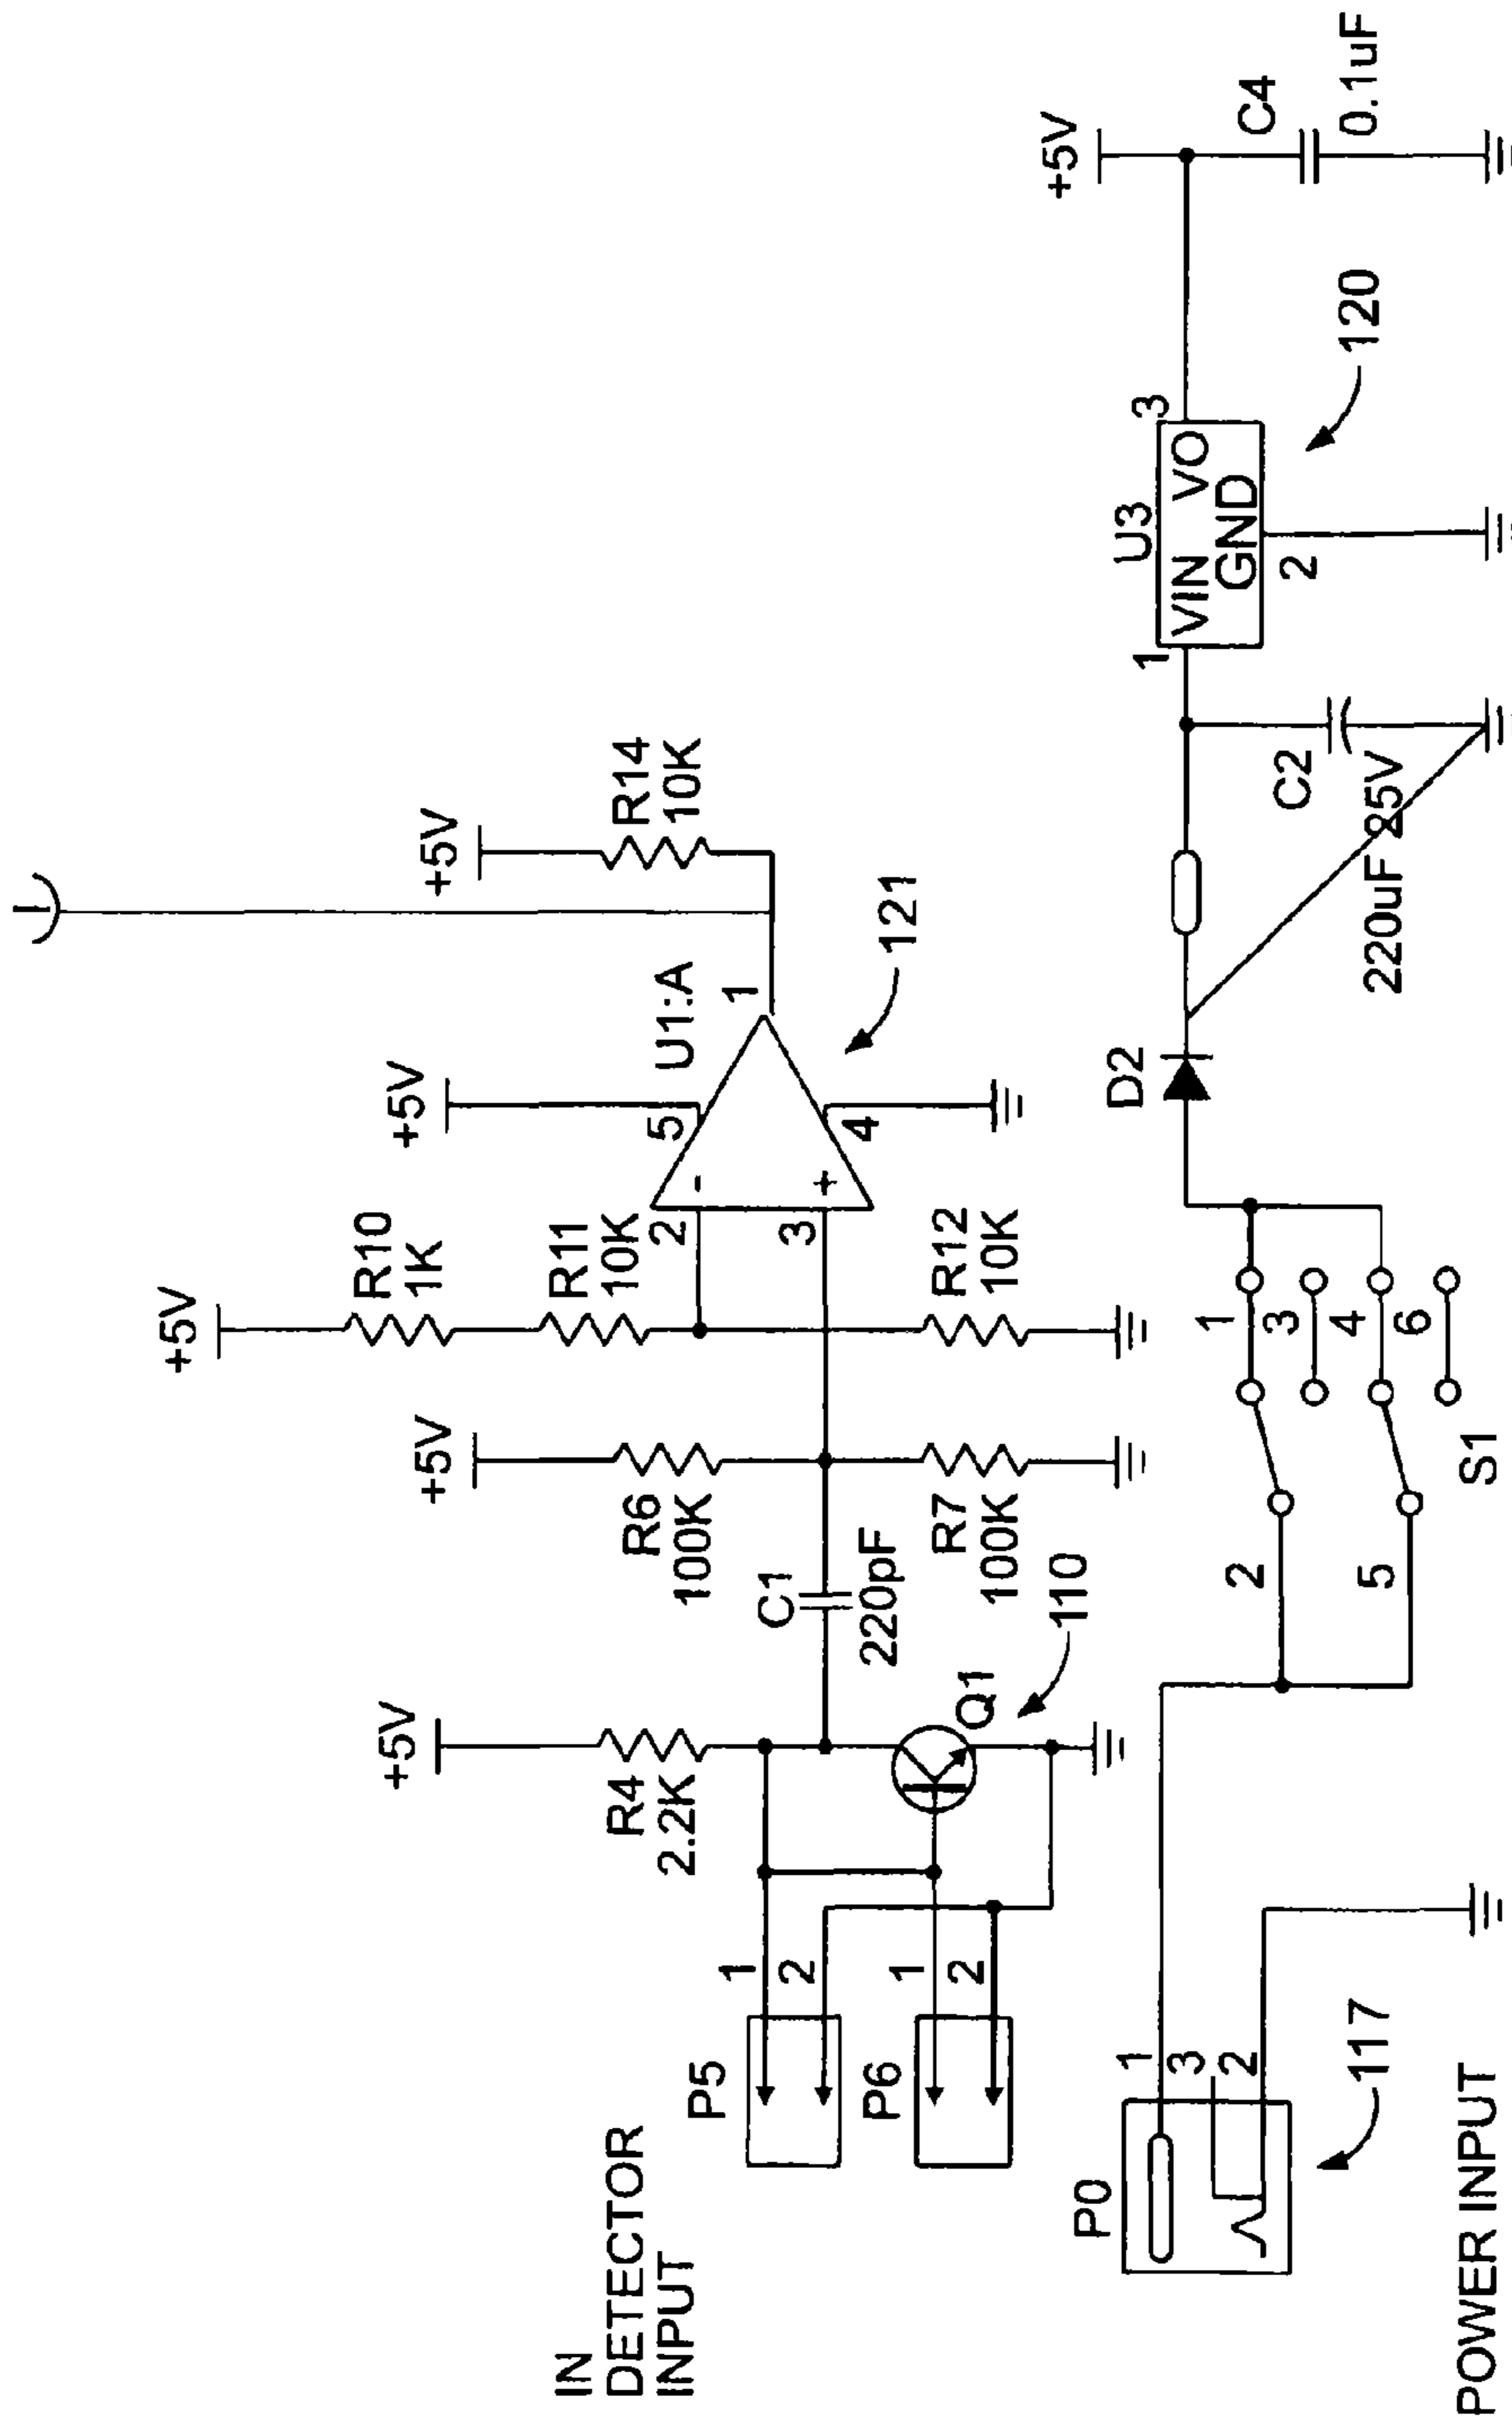 +5V
R10
1K
+5V
R11
10K
+5V
R14
10K
+5V
R6
100K
2
-
5
U1:A
1
+5V
R4
2.2K
C1
220pF
3
+
4
121
R7
100K
R12
10K
IN
DETECTOR
INPUT
P5
1
2
P6
1
2
Q1
110
P0
1
3
2
117
POWER INPUT
2
5
1
3
4
6
S1
D2
C2
220uF 25V
1
U3
3
VIN VO
GND
2
120
+5V
C4
0.1uF